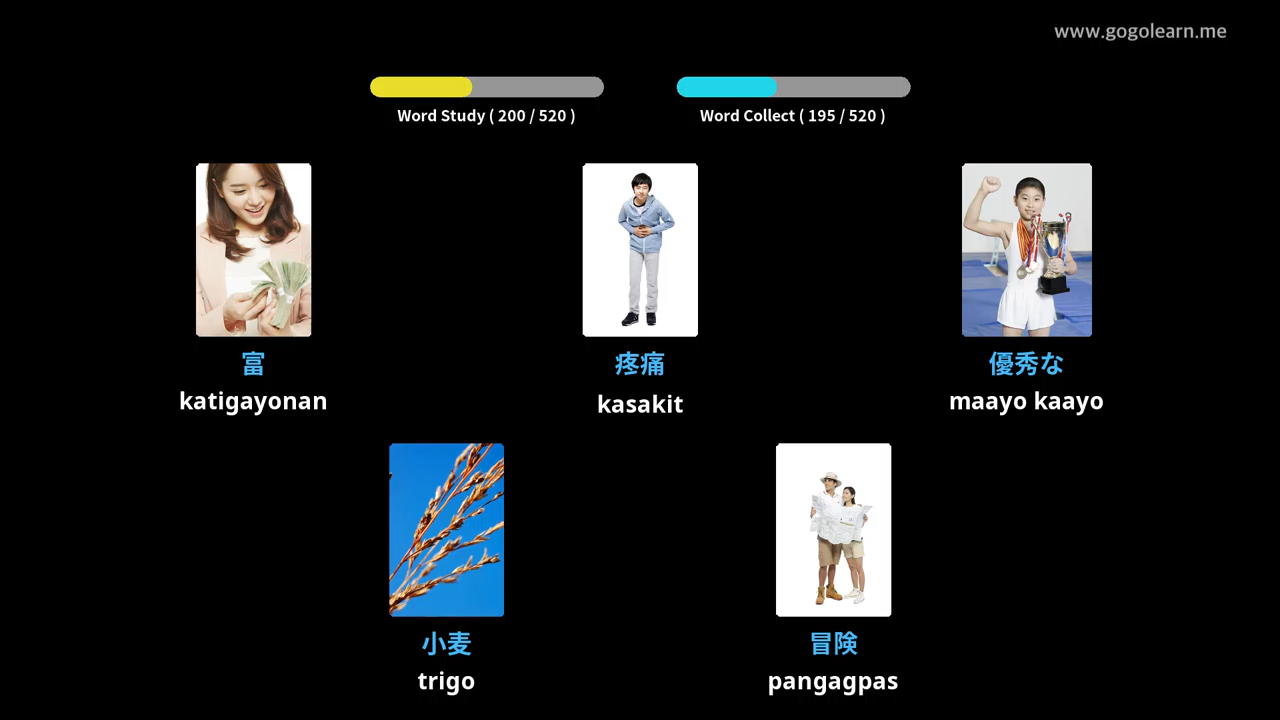 www.gogolearn.me
Word Study ( 200 / 520 )
Word Collect ( 195 / 520 )
富
katigayonan
疼痛
kasakit
優秀な
maayo kaayo
小麦
trigo
冒険
pangagpas